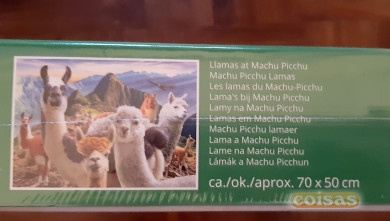 Llamas at Machu Picchu
Machu Picchu Lamas
Les lamas du Machu-Picchu
Lama's bij Machu Picchu
Lamy na Machu Picchu
Lamas em Machu Picchu
Machu Picchu lamaer
Lama a Machu Picchu
Lame na Machu Picchu
Lámák a Machu Picchun
ca./ok./aprox. 70 x 50 cm
coisas